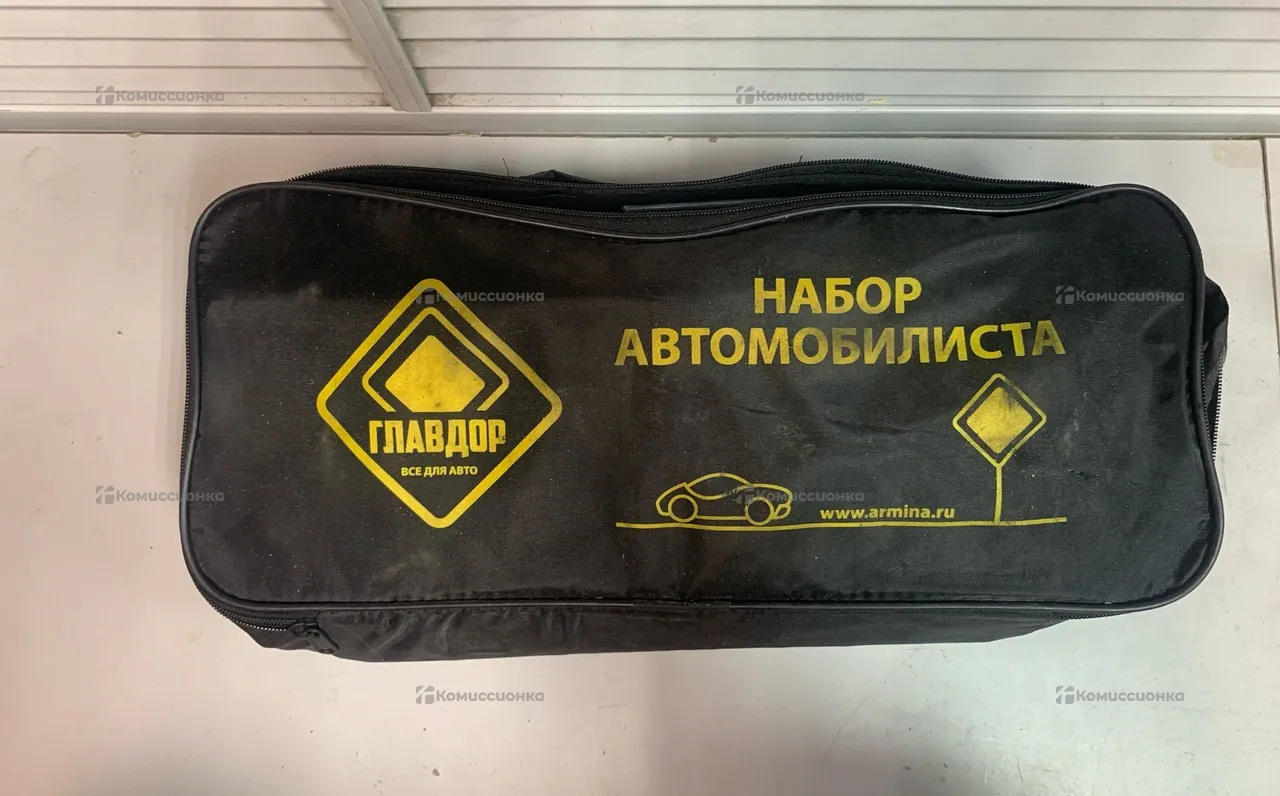 Комиссионка
Комиссионка
НАБОР
АВТОМОБИЛИСТА
Комиссионка
Комиссионка
ГЛАВДОР
ВСЕ ДЛЯ АВТО
Комиссионка
Комиссионка
www.armina.ru
Комиссионка
Комиссионка